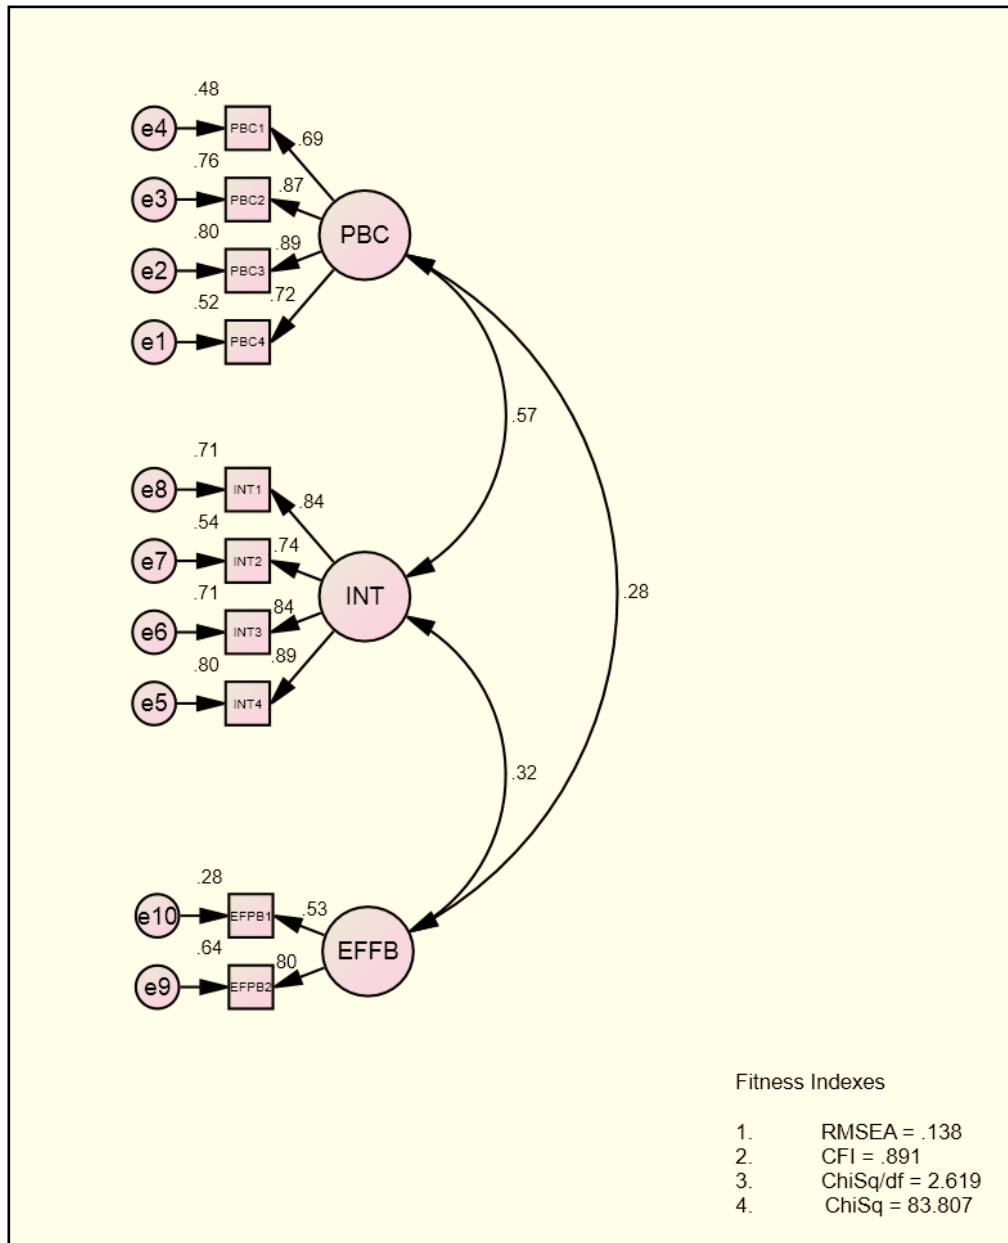 .48
e4 PBC1 .69
.76
e3 PBC2 .87
PBC
.80
e2 PBC3 .89
.52 .72
e1 PBC4
.57
.71
e8 INT1 .84
.54
e7 INT2 .74
INT
.28
.71
e6 INT3 .84
.80 .89
e5 INT4
.32
.28
e10 EFPB1 .53
EFFB
.64 .80
e9 EFPB2
Fitness Indexes
1. RMSEA = .138
2. CFI = .891
3. ChiSq/df = 2.619
4. ChiSq = 83.807